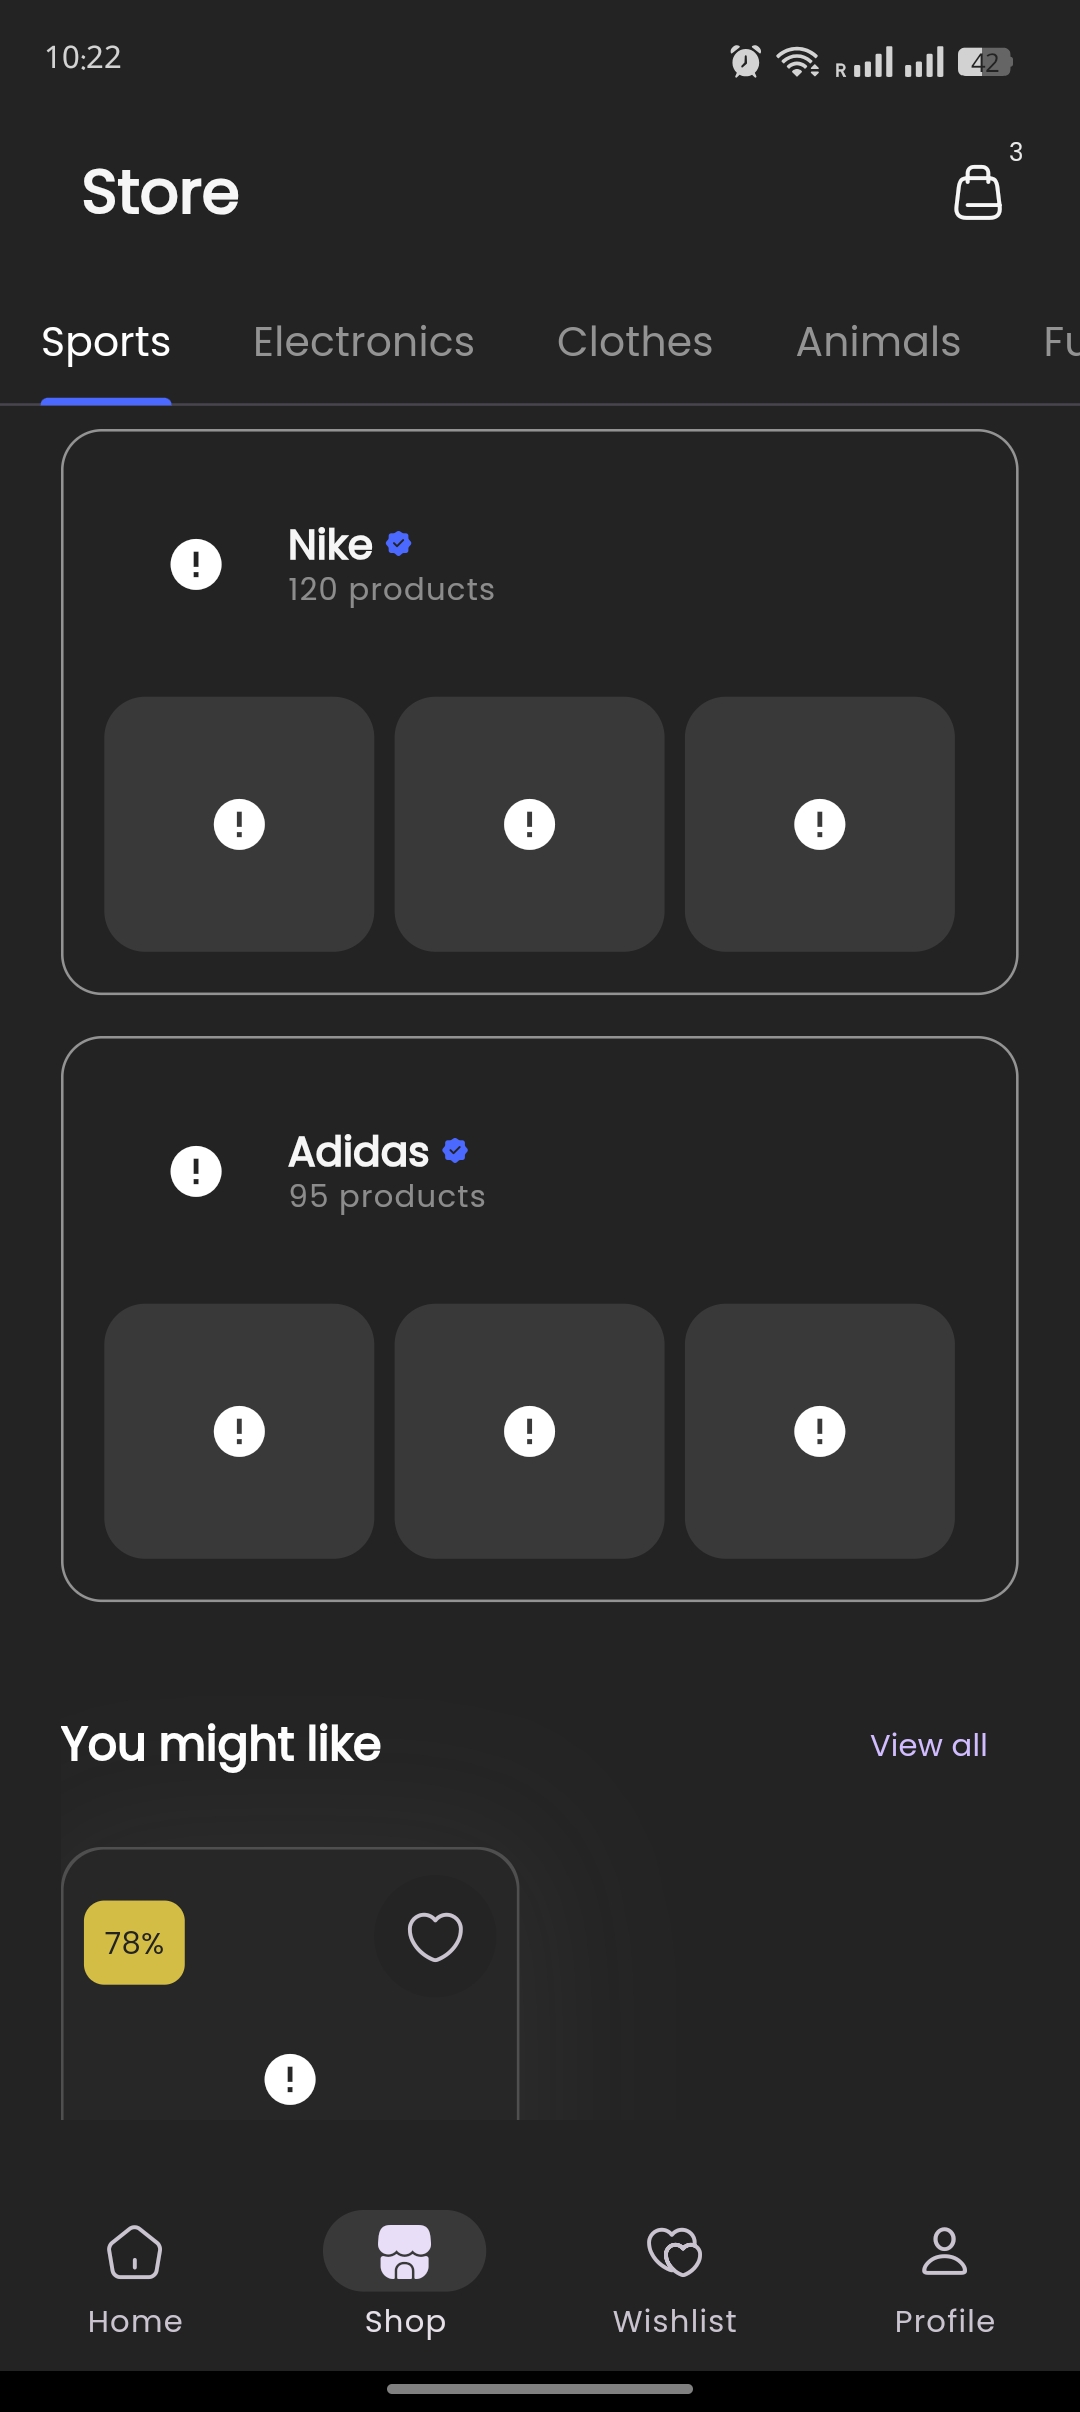 10:22
R
42
Store
3
Sports Electronics Clothes Animals Fu
Nike
120 products
Adidas
95 products
You might like
View all
78%
Home Shop Wishlist Profile